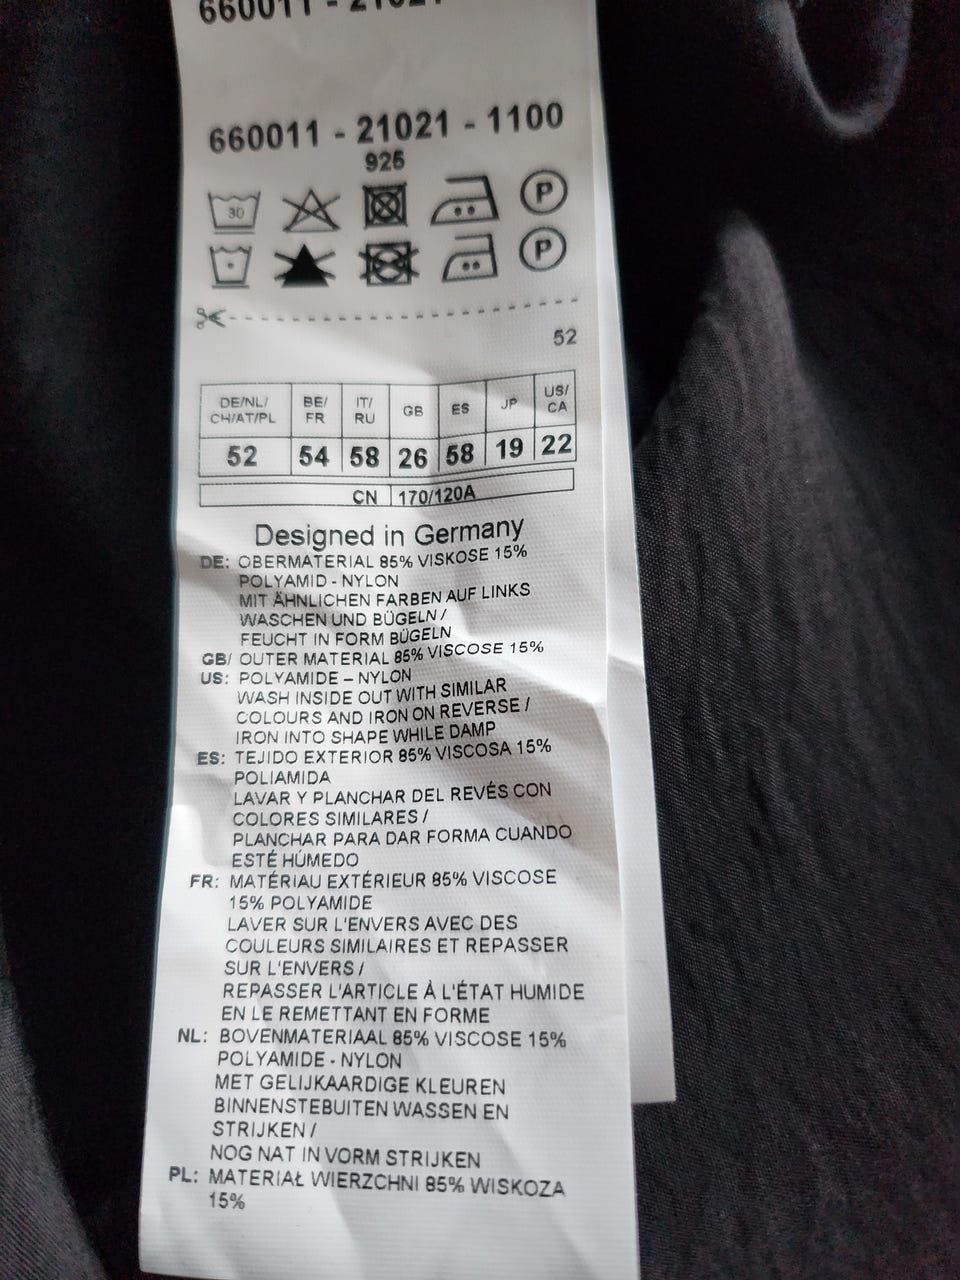 660011 - 21021
660011 - 21021 - 1100
925
30 P
P
52
DE/NL/ CH/AT/PL BE/ FR IT/ RU GB ES JP US/ CA
52 54 58 26 58 19 22
CN 170/120A
Designed in Germany
DE: OBERMATERIAL 85% VISKOSE 15%
POLYAMID - NYLON
MIT ÄHNLICHEN FARBEN AUF LINKS
WASCHEN UND BÜGELN /
FEUCHT IN FORM BÜGELN
GB/ OUTER MATERIAL 85% VISCOSE 15%
US: POLYAMIDE – NYLON
WASH INSIDE OUT WITH SIMILAR
COLOURS AND IRON ON REVERSE /
IRON INTO SHAPE WHILE DAMP
ES: TEJIDO EXTERIOR 85% VISCOSA 15%
POLIAMIDA
LAVAR Y PLANCHAR DEL REVÉS CON
COLORES SIMILARES /
PLANCHAR PARA DAR FORMA CUANDO
ESTÉ HÚMEDO
FR: MATÉRIAU EXTÉRIEUR 85% VISCOSE
15% POLYAMIDE
LAVER SUR L'ENVERS AVEC DES
COULEURS SIMILAIRES ET REPASSER
SUR L'ENVERS /
REPASSER L'ARTICLE À L'ÉTAT HUMIDE
EN LE REMETTANT EN FORME
NL: BOVENMATERIAAL 85% VISCOSE 15%
POLYAMIDE - NYLON
MET GELIJKAARDIGE KLEUREN
BINNENSTEBUITEN WASSEN EN
STRIJKEN /
NOG NAT IN VORM STRIJKEN
PL: MATERIAŁ WIERZCHNI 85% WISKOZA
15%